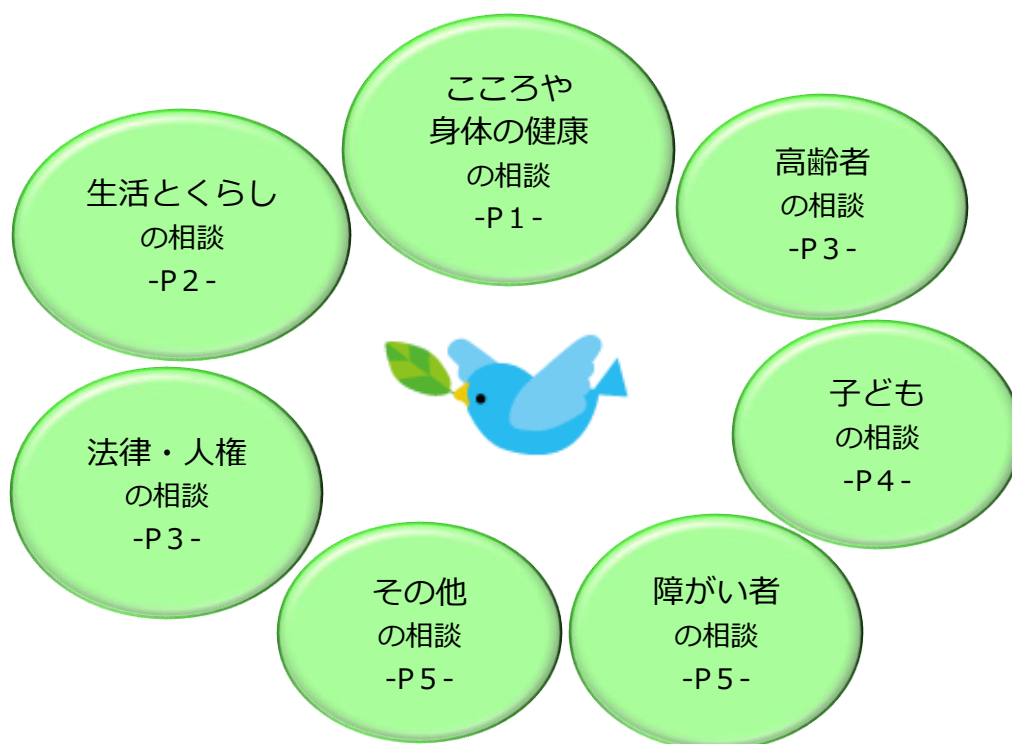 こころや
身体の健康
の相談
-P１-
生活とくらし
の相談
-P２-
高齢者
の相談
-P３-
法律・人権
の相談
-P３-
子ども
の相談
-P４-
その他
の相談
-P５-
障がい者
の相談
-P５-